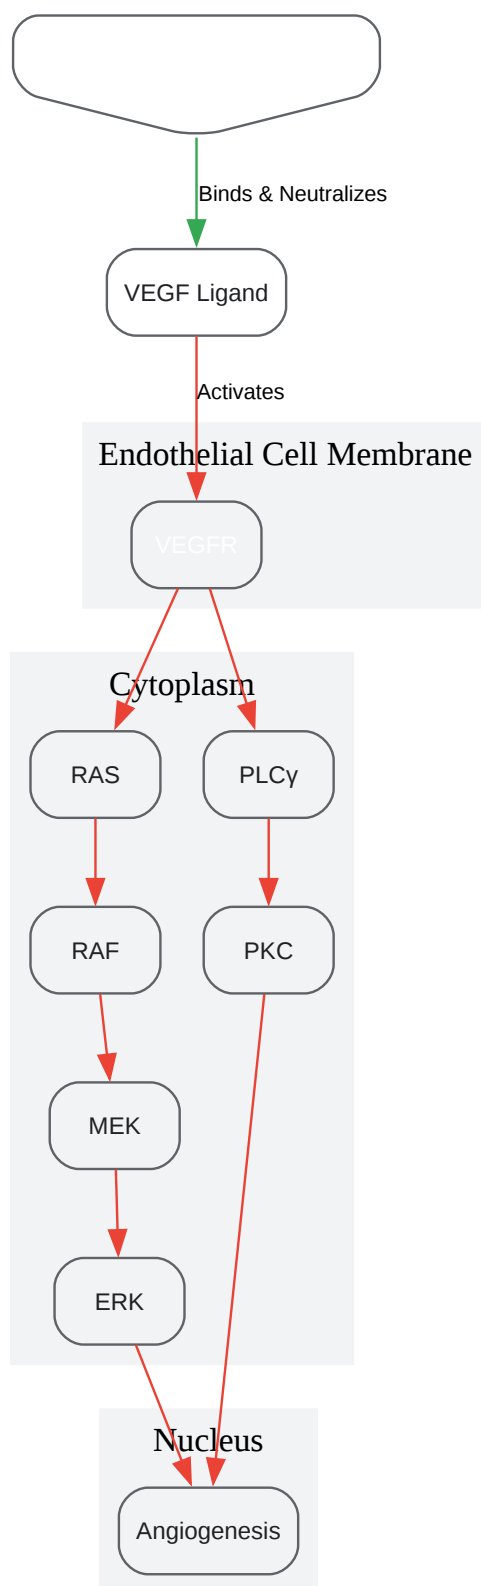 Binds & Neutralizes
VEGF Ligand
Activates
Endothelial Cell Membrane
VEGFR
Cytoplasm
RAS
PLCγ
RAF
PKC
MEK
ERK
Nucleus
Angiogenesis